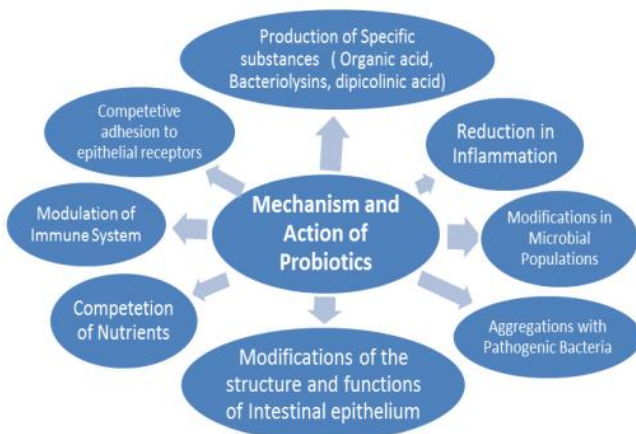 Production of Specific
substances ( Organic acid,
Bacteriolysins, dipicolinic acid)
Competetive
adhesion to
epithelial receptors
Reduction in
Inflammation
Mechanism and
Action of
Probiotics
Modulation of
Immune System
Modifications in
Microbial
Populations
Competetion
of Nutrients
Aggregations with
Pathogenic Bacteria
Modifications of the
structure and functions
of Intestinal epithelium